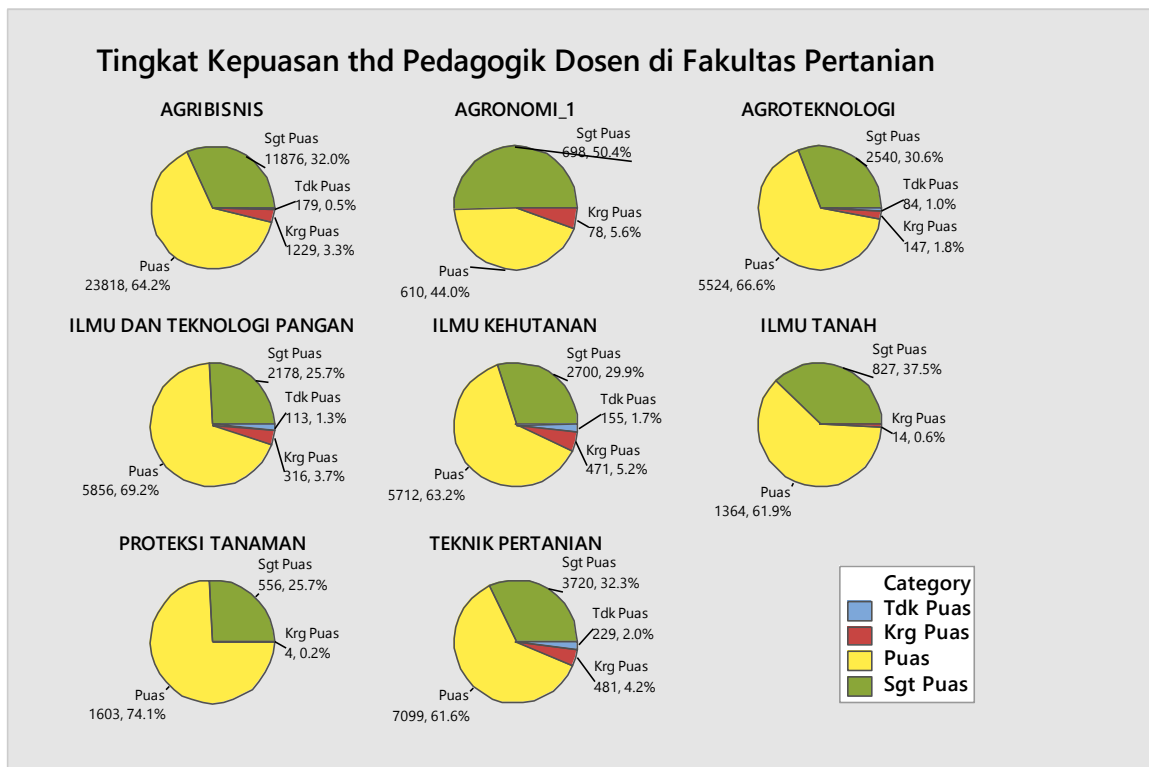 Tingkat Kepuasan thd Pedagogik Dosen di Fakultas Pertanian
AGRIBISNIS
Sgt Puas
11876, 32.0%
Tdk Puas
179, 0.5%
Krg Puas
1229, 3.3%
Puas
23818, 64.2%
AGRONOMI_1
Sgt Puas
698, 50.4%
Krg Puas
78, 5.6%
Puas
610, 44.0%
AGROTEKNOLOGI
Sgt Puas
2540, 30.6%
Tdk Puas
84, 1.0%
Krg Puas
147, 1.8%
Puas
5524, 66.6%
ILMU DAN TEKNOLOGI PANGAN
Sgt Puas
2178, 25.7%
Tdk Puas
113, 1.3%
Krg Puas
316, 3.7%
Puas
5856, 69.2%
ILMU KEHUTANAN
Sgt Puas
2700, 29.9%
Tdk Puas
155, 1.7%
Krg Puas
471, 5.2%
Puas
5712, 63.2%
ILMU TANAH
Sgt Puas
827, 37.5%
Krg Puas
14, 0.6%
Puas
1364, 61.9%
PROTEKSI TANAMAN
Sgt Puas
556, 25.7%
Krg Puas
4, 0.2%
Puas
1603, 74.1%
TEKNIK PERTANIAN
Sgt Puas
3720, 32.3%
Tdk Puas
229, 2.0%
Krg Puas
481, 4.2%
Puas
7099, 61.6%
Category
Tdk Puas
Krg Puas
Puas
Sgt Puas